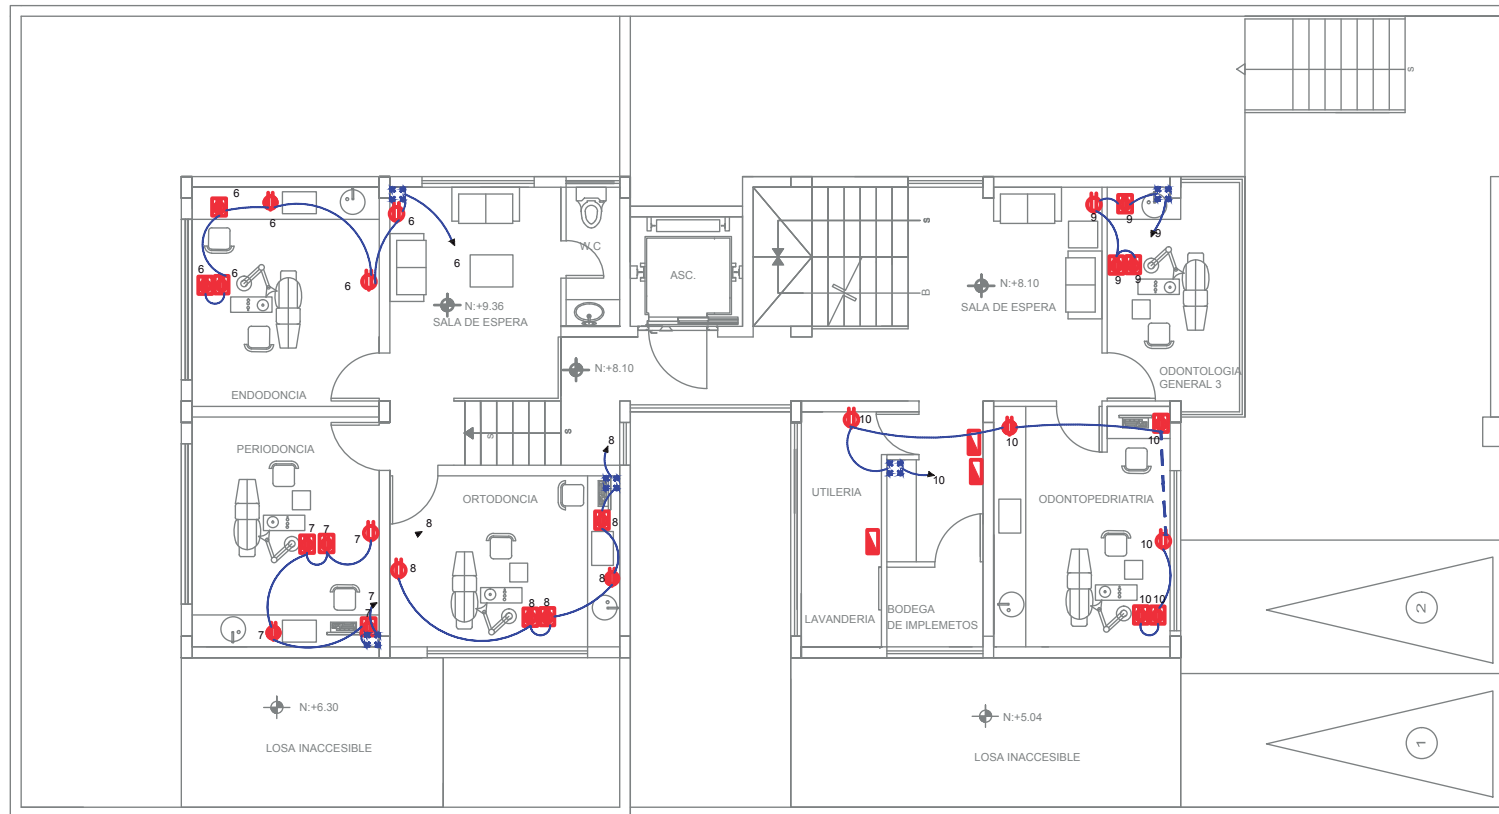 s
6
6
6
6
6
6
6
W.C
ASC.
s
B
N:+9.36
SALA DE ESPERA
N:+8.10
ENDODONCIA
N:+8.10
SALA DE ESPERA
9
9
9
9
9
ODONTOLOGIA
GENERAL 3
PERIODONCIA
7
7
7
7
7
7
s
s
ORTODONCIA
8
8
8
8
8
8
8
10
10
10
10
10
10
10
UTILERIA
LAVANDERIA
BODEGA
DE IMPLEMETOS
ODONTOPEDRIATRIA
N:+6.30
LOSA INACCESIBLE
N:+5.04
LOSA INACCESIBLE
2
1